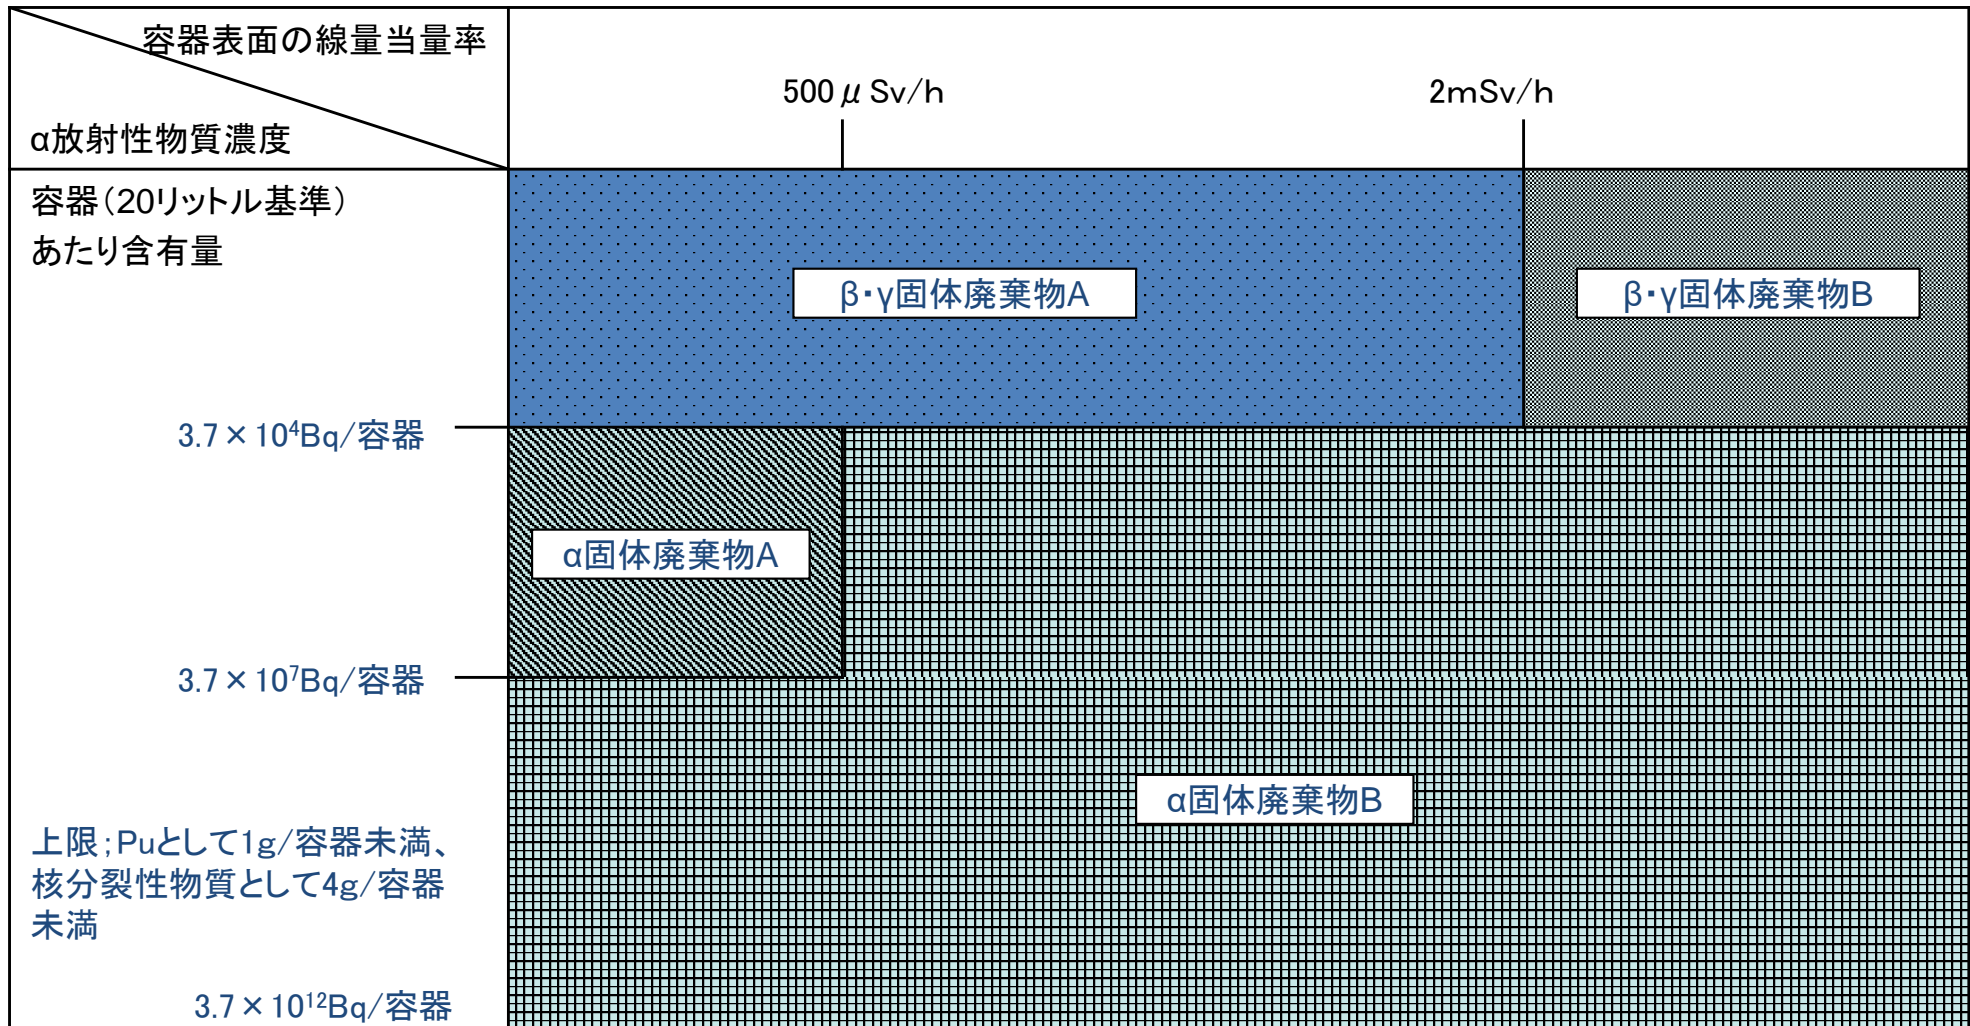 容器表面の線量当量率
500μSv/h
2mSv/h
α放射性物質濃度
容器(20リットル基準)
あたり含有量
β・γ固体廃棄物A
β・γ固体廃棄物B
3.7×10⁴Bq/容器
α固体廃棄物A
3.7×10⁷Bq/容器
α固体廃棄物B
上限;Puとして1g/容器未満、
核分裂性物質として4g/容器
未満
3.7×10¹²Bq/容器